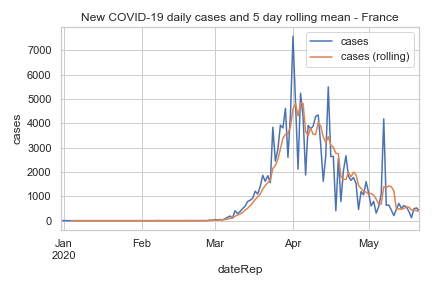 New COVID-19 daily cases and 5 day rolling mean - France
cases
cases (rolling)
7000
6000
5000
4000
3000
2000
1000
0
cases
Jan
2020
Feb
Mar
Apr
May
dateRep